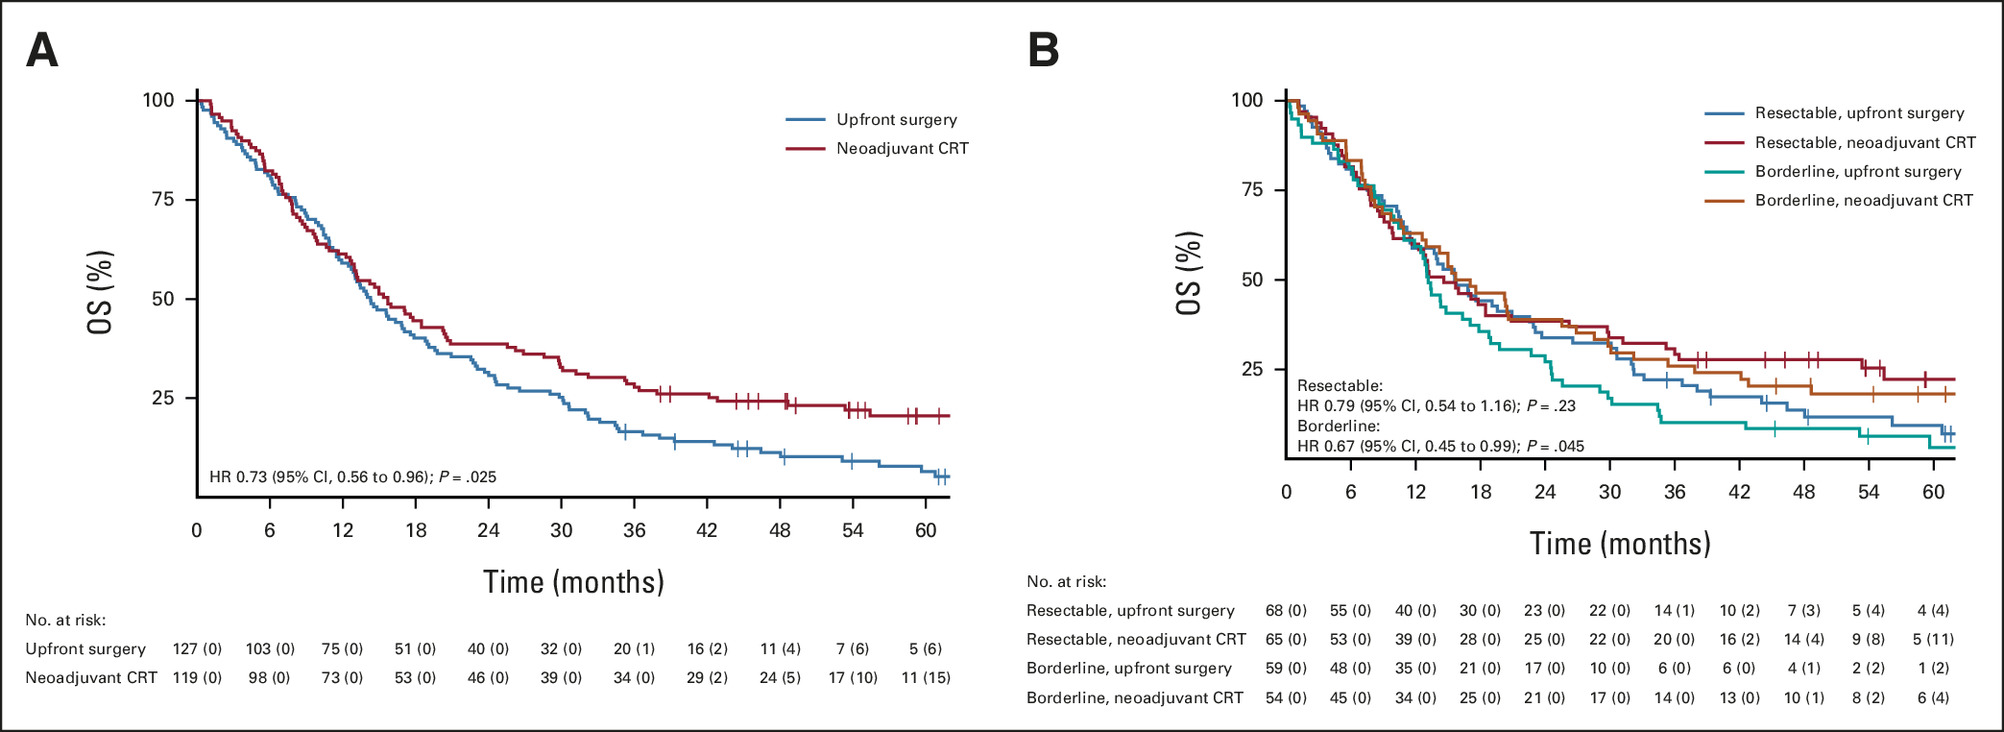 A
100
75
50
25
OS (%)
Upfront surgery
Neoadjuvant CRT
HR 0.73 (95% CI, 0.56 to 0.96); P = .025
0 6 12 18 24 30 36 42 48 54 60
Time (months)
No. at risk:
Upfront surgery 127 (0) 103 (0) 75 (0) 51 (0) 40 (0) 32 (0) 20 (1) 16 (2) 11 (4) 7 (6) 5 (6)
Neoadjuvant CRT 119 (0) 98 (0) 73 (0) 53 (0) 46 (0) 39 (0) 34 (0) 29 (2) 24 (5) 17 (10) 11 (15)
B
100
75
50
25
OS (%)
Resectable, upfront surgery
Resectable, neoadjuvant CRT
Borderline, upfront surgery
Borderline, neoadjuvant CRT
Resectable:
HR 0.79 (95% CI, 0.54 to 1.16); P = .23
Borderline:
HR 0.67 (95% CI, 0.45 to 0.99); P = .045
0 6 12 18 24 30 36 42 48 54 60
Time (months)
No. at risk:
Resectable, upfront surgery 68 (0) 55 (0) 40 (0) 30 (0) 23 (0) 22 (0) 14 (1) 10 (2) 7 (3) 5 (4) 4 (4)
Resectable, neoadjuvant CRT 65 (0) 53 (0) 39 (0) 28 (0) 25 (0) 22 (0) 20 (0) 16 (2) 14 (4) 9 (8) 5 (11)
Borderline, upfront surgery 59 (0) 48 (0) 35 (0) 21 (0) 17 (0) 10 (0) 6 (0) 6 (0) 4 (1) 2 (2) 1 (2)
Borderline, neoadjuvant CRT 54 (0) 45 (0) 34 (0) 25 (0) 21 (0) 17 (0) 14 (0) 13 (0) 10 (1) 8 (2) 6 (4)